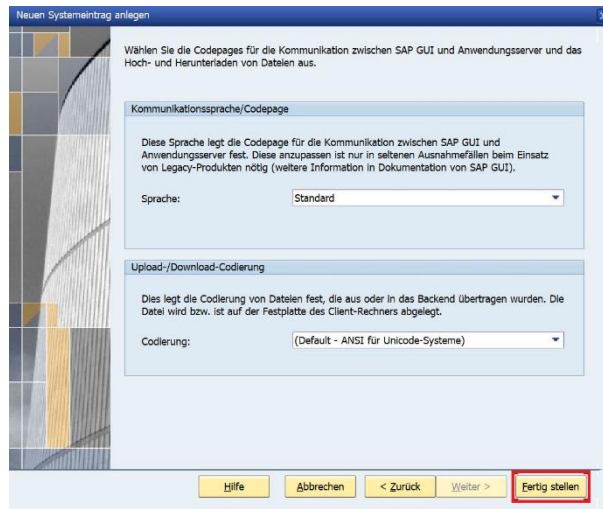 Neuen Systemeintrag anlegen
Wählen Sie die Codepages für die Kommunikation zwischen SAP GUI und Anwendungsserver und das
Hoch- und Herunterladen von Dateien aus.
Kommunikationssprache/Codepage
Diese Sprache legt die Codepage für die Kommunikation zwischen SAP GUI und
Anwendungsserver fest. Diese anzupassen ist nur in seltenen Ausnahmefällen beim Einsatz
von Legacy-Produkten nötig (weitere Information in Dokumentation von SAP GUI).
Sprache: Standard
Upload-/Download-Codierung
Dies legt die Codierung von Dateien fest, die aus oder in das Backend übertragen wurden. Die
Datei wird bzw. ist auf der Festplatte des Client-Rechners abgelegt.
Codierung: (Default - ANSI für Unicode-Systeme)
Hilfe Abbrechen < Zurück Weiter > Fertig stellen